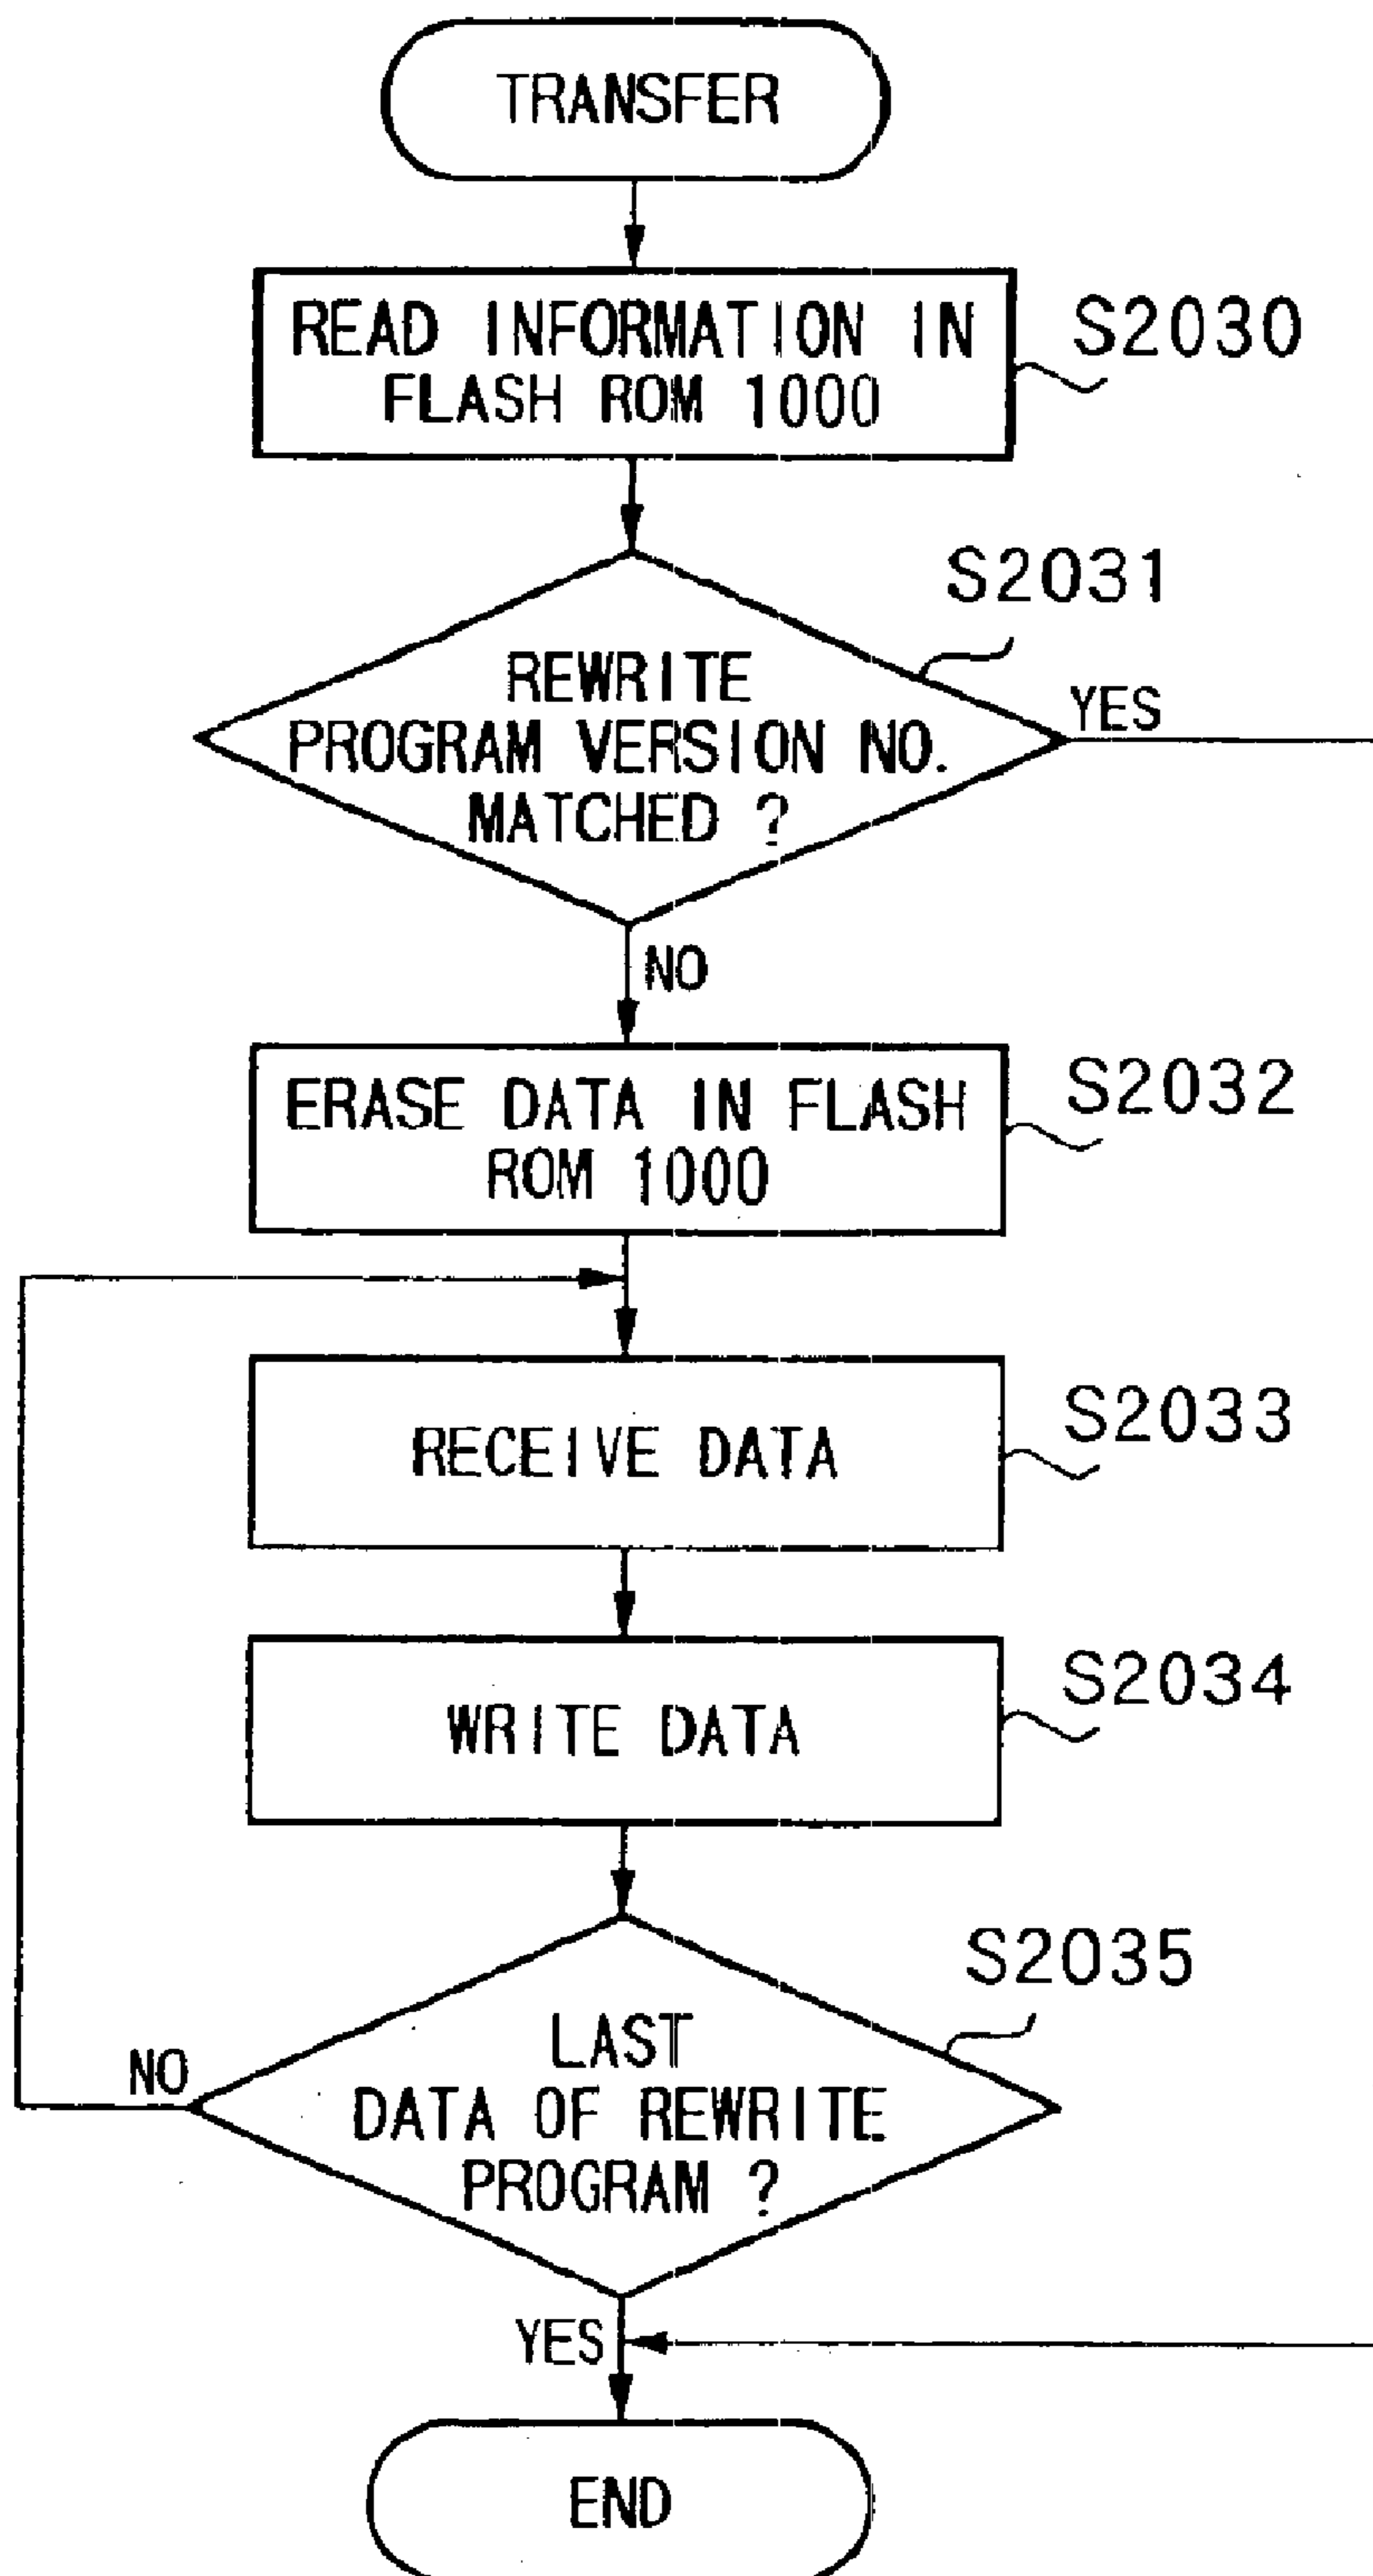 TRANSFER
READ INFORMATION IN
FLASH ROM 1000
S2030
S2031
REWRITE
PROGRAM VERSION NO.
MATCHED ?
YES
NO
ERASE DATA IN FLASH
ROM 1000
S2032
RECEIVE DATA
S2033
WRITE DATA
S2034
S2035
LAST
DATA OF REWRITE
PROGRAM ?
NO
YES
END